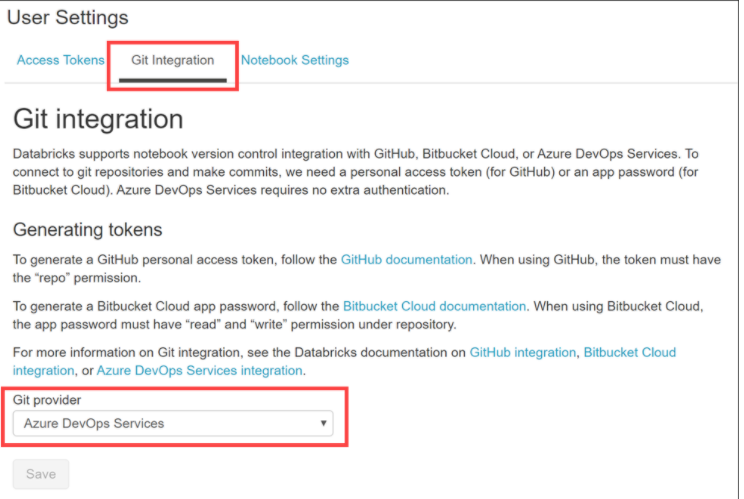 User Settings
Access Tokens Git Integration Notebook Settings
Git integration
Databricks supports notebook version control integration with GitHub, Bitbucket Cloud, or Azure DevOps Services. To
connect to git repositories and make commits, we need a personal access token (for GitHub) or an app password (for
Bitbucket Cloud). Azure DevOps Services requires no extra authentication.
Generating tokens
To generate a GitHub personal access token, follow the GitHub documentation. When using GitHub, the token must have
the “repo” permission.
To generate a Bitbucket Cloud app password, follow the Bitbucket Cloud documentation. When using Bitbucket Cloud,
the app password must have “read” and “write” permission under repository.
For more information on Git integration, see the Databricks documentation on GitHub integration, Bitbucket Cloud
integration, or Azure DevOps Services integration.
Git provider
Azure DevOps Services
Save